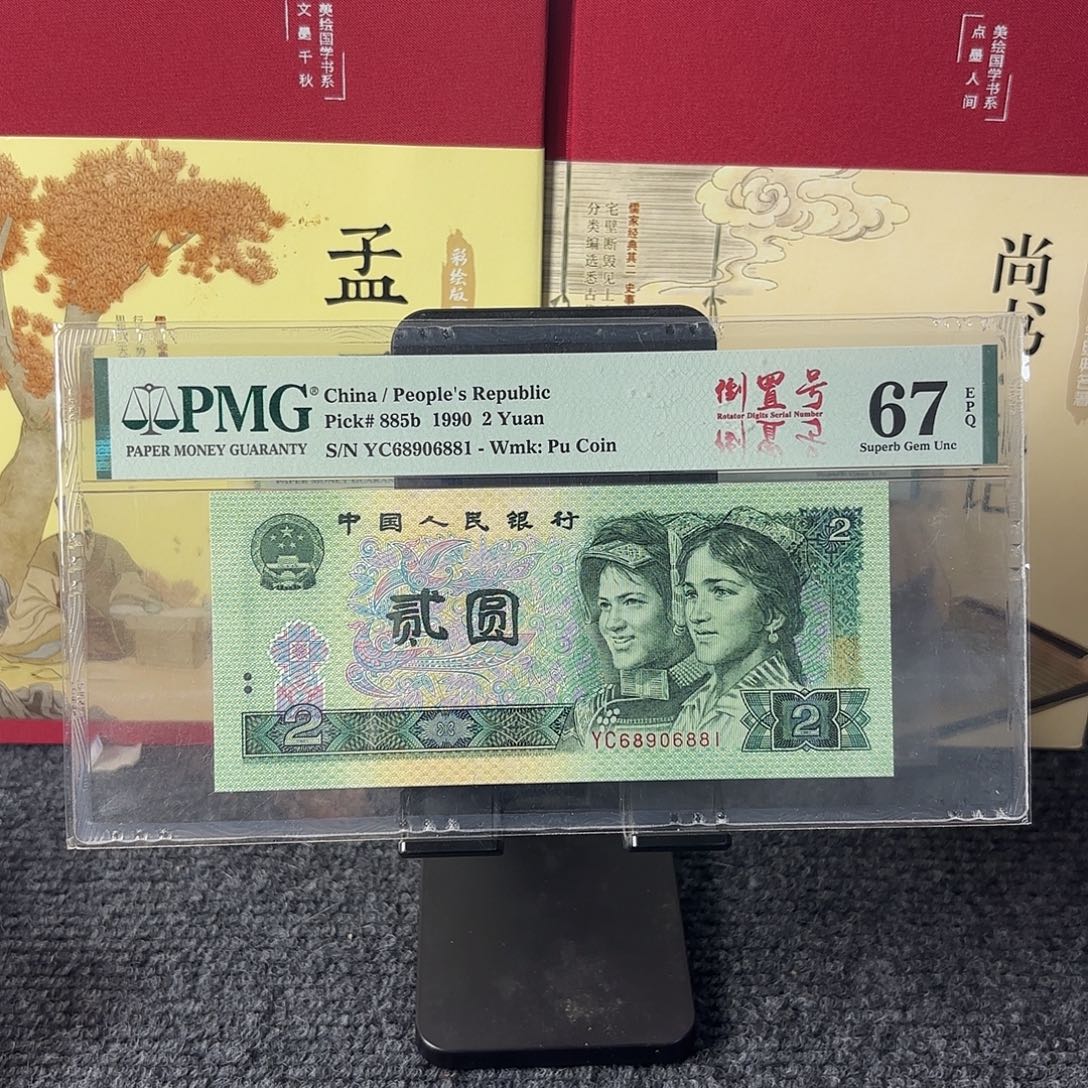 美绘国学书系
文墨千秋
美绘国学书系
点墨人间
孟
彩绘版
尚书
儒家经典其二 史事
宅壁断毁见上
分类编选悉古
PMG®
PAPER MONEY GUARANTY
China / People's Republic
Pick# 885b 1990 2 Yuan
S/N YC68906881 - Wmk: Pu Coin
倒置号
Rotator Digits Serial Number
67
EPQ
Superb Gem Unc
中国人民银行
2
贰圆
2
2
YC68906881